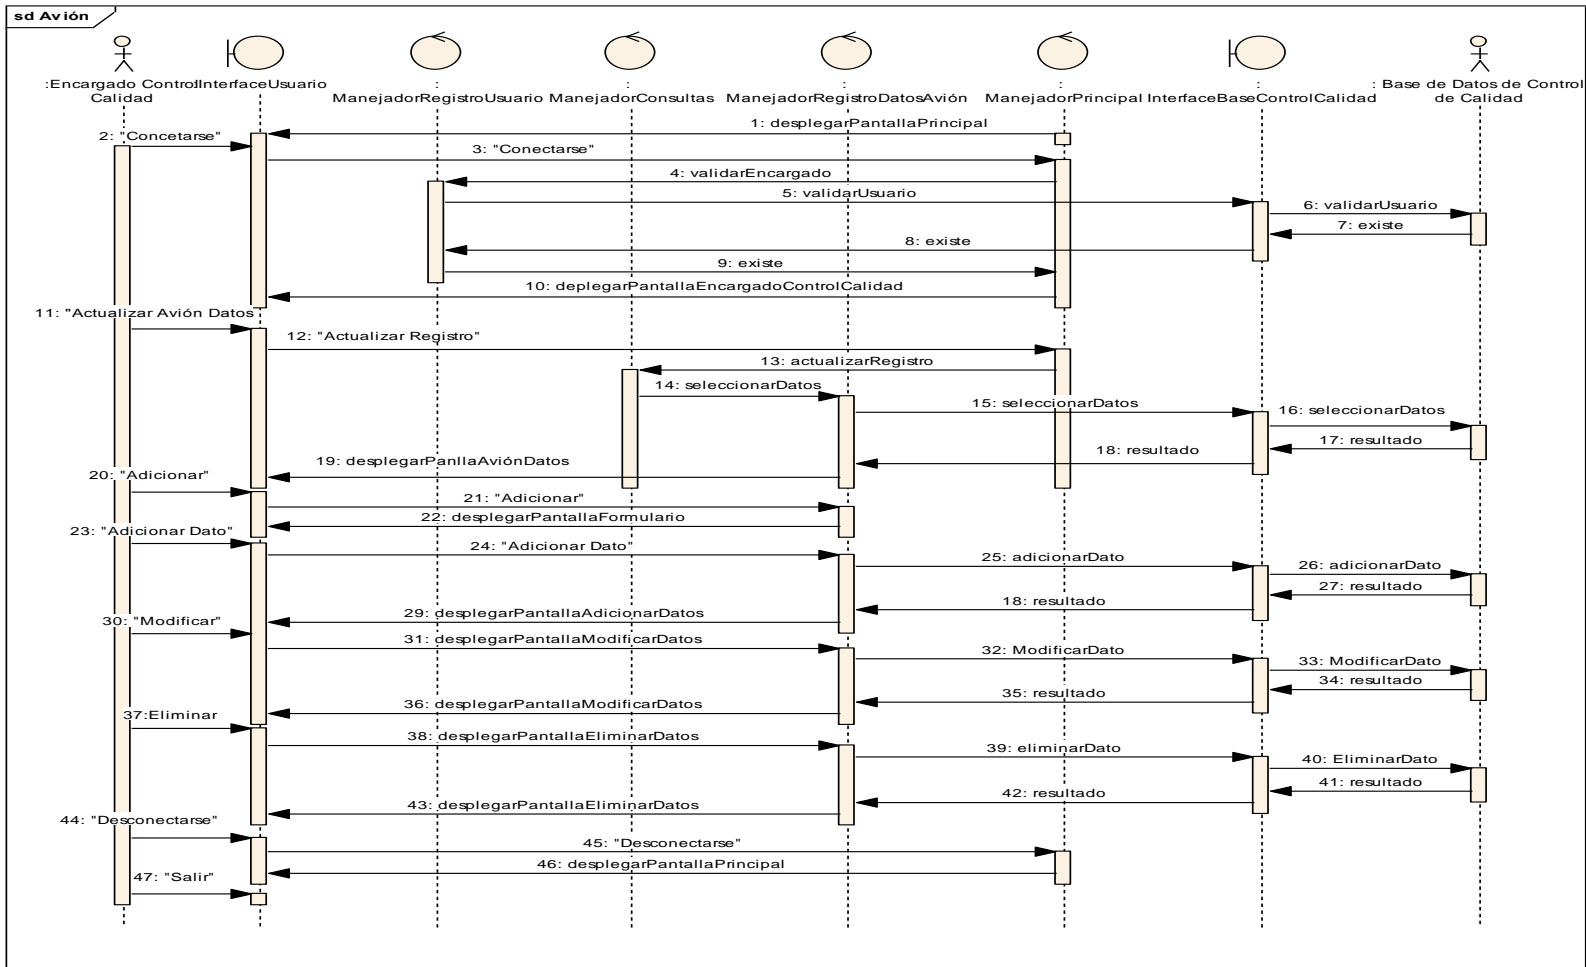 sd Avión
:Encargado Control
Calidad
:InterfaceUsuario
:
ManejadorRegistroUsuario
:
ManejadorConsultas
:
ManejadorRegistroDatosAvión
:
ManejadorPrincipal
:
InterfaceBaseControlCalidad
: Base de Datos de Control
de Calidad
1: desplegarPantallaPrincipal
2: "Concetarse"
3: "Conectarse"
4: validarEncargado
5: validarUsuario
6: validarUsuario
7: existe
8: existe
9: existe
10: deplegarPantallaEncargadoControlCalidad
11: "Actualizar Avión Datos
12: "Actualizar Registro"
13: actualizarRegistro
14: seleccionarDatos
15: seleccionarDatos
16: seleccionarDatos
17: resultado
18: resultado
19: desplegarPanllaAviónDatos
20: "Adicionar"
21: "Adicionar"
22: desplegarPantallaFormulario
23: "Adicionar Dato"
24: "Adicionar Dato"
25: adicionarDato
26: adicionarDato
27: resultado
18: resultado
29: desplegarPantallaAdicionarDatos
30: "Modificar"
31: desplegarPantallaModificarDatos
32: ModificarDato
33: ModificarDato
34: resultado
35: resultado
36: desplegarPantallaModificarDatos
37:Eliminar
38: desplegarPantallaEliminarDatos
39: eliminarDato
40: EliminarDato
41: resultado
42: resultado
43: desplegarPantallaEliminarDatos
44: "Desconectarse"
45: "Desconectarse"
46: desplegarPantallaPrincipal
47: "Salir"